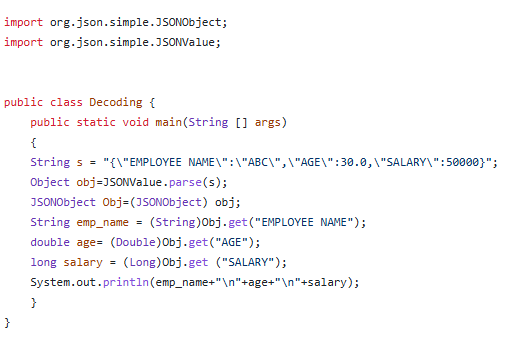 import org.json.simple.JSONObject;
import org.json.simple.JSONValue;
public class Decoding {
public static void main(String [] args)
{
String s = "{\"EMPLOYEE NAME\":\"ABC\",\"AGE\":30.0,\"SALARY\":50000}";
Object obj=JSONValue.parse(s);
JSONObject Obj=(JSONObject) obj;
String emp_name = (String)Obj.get("EMPLOYEE NAME");
double age= (Double)Obj.get("AGE");
long salary = (Long)Obj.get ("SALARY");
System.out.println(emp_name+"\n"+age+"\n"+salary);
}
}